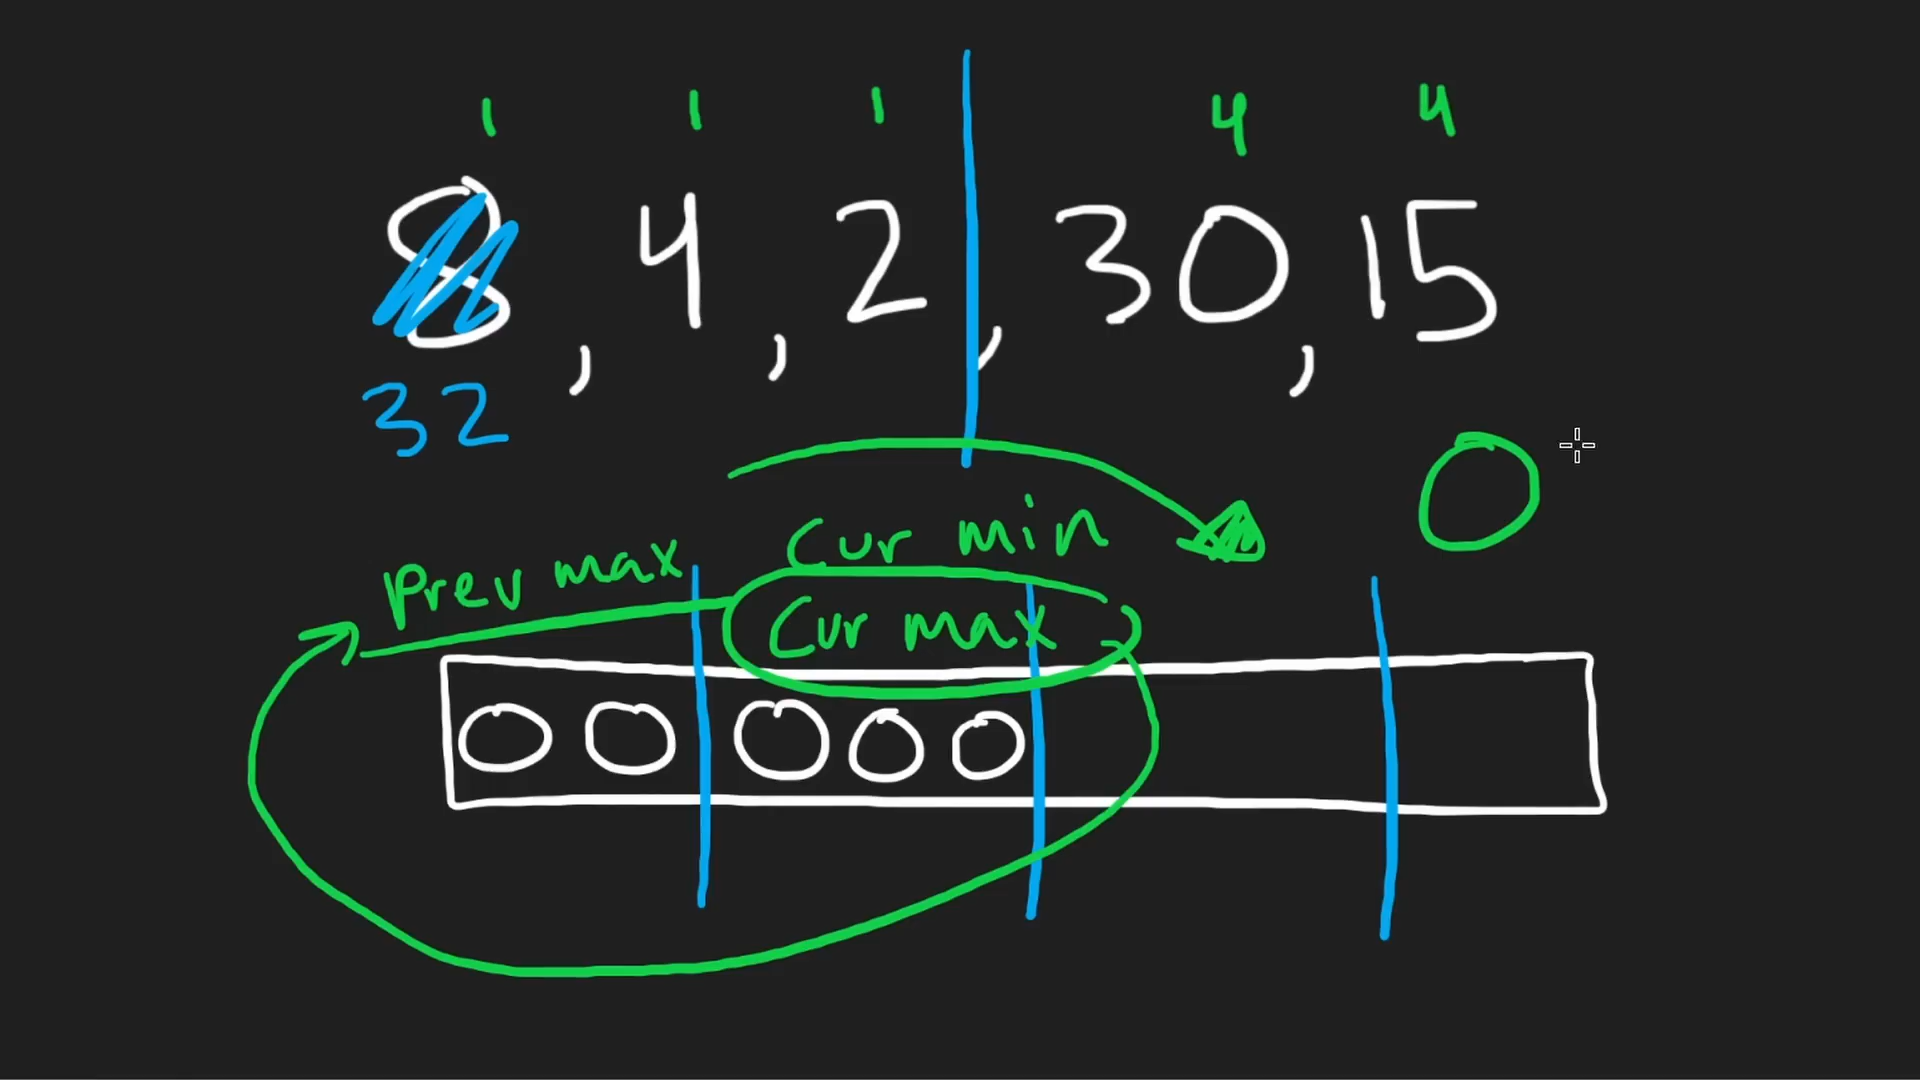 1 1 1 4 4
8, 4, 2, 30, 15
32
Cur min
Prev max
Cur max